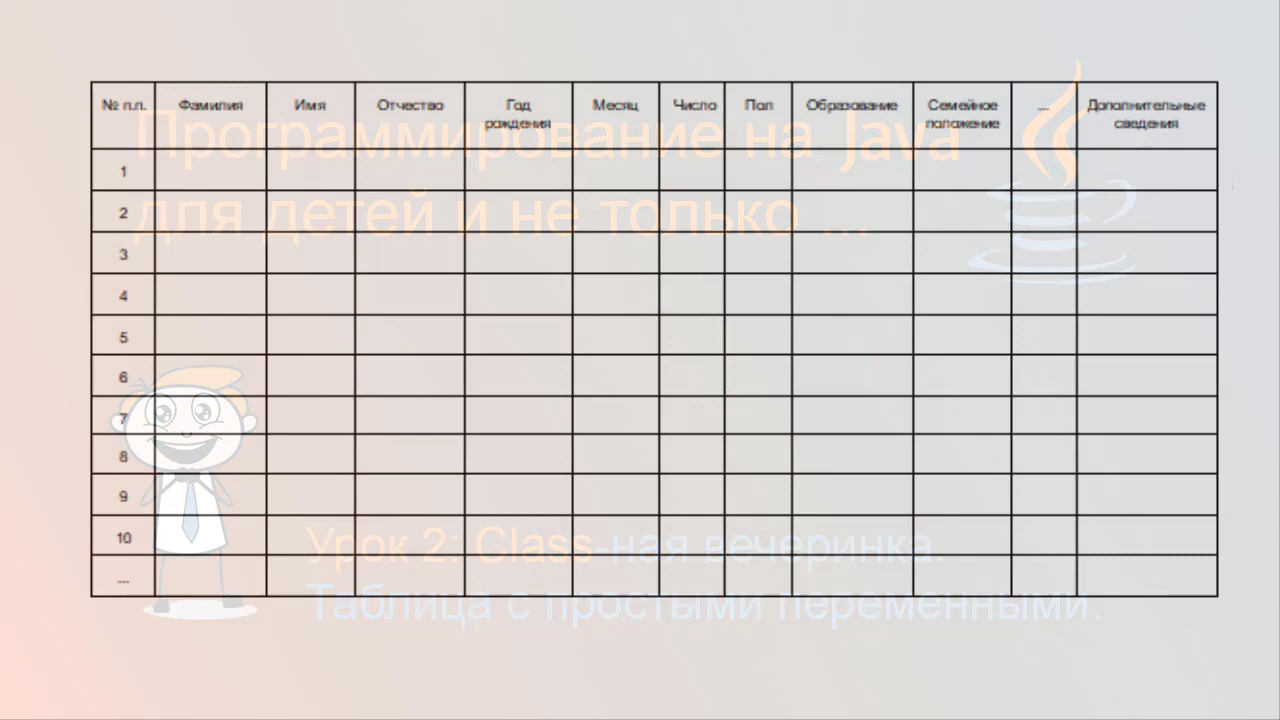 № п.п. Фамилия Имя Отчество Год рождения Месяц Число Пол Образование Семейное положение ... Дополнительные сведения
Программирование на Java
для детей и не только ...
1
2
3
4
5
6
7
8
9
10
...
Урок 2: Class-ная вечеринка.
Таблица с простыми переменными.